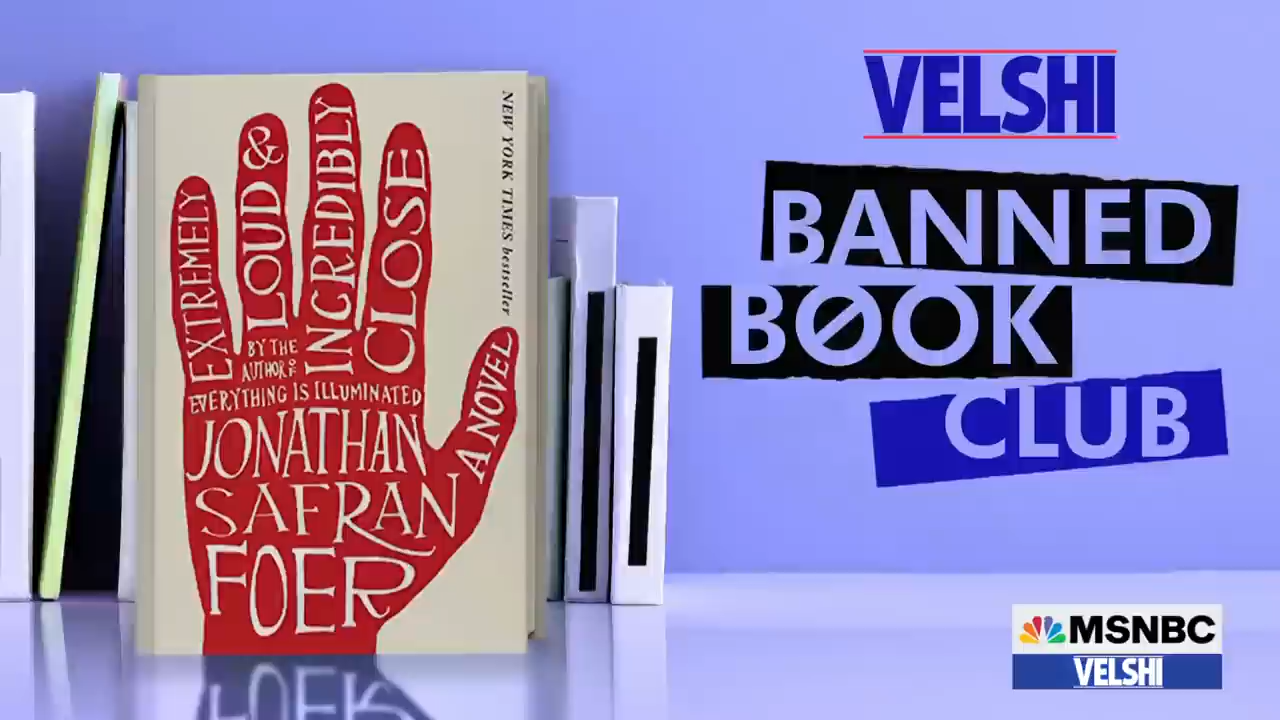 EXTREMELY
LOUD &
INCREDIBLY
CLOSE
BY THE
AUTHOR OF
EVERYTHING IS ILLUMINATED
JONATHAN
SAFRAN
FOER
A NOVEL
NEW YORK TIMES bestseller
VELSHI
BANNED
BOOK
CLUB
MSNBC
VELSHI
FOER